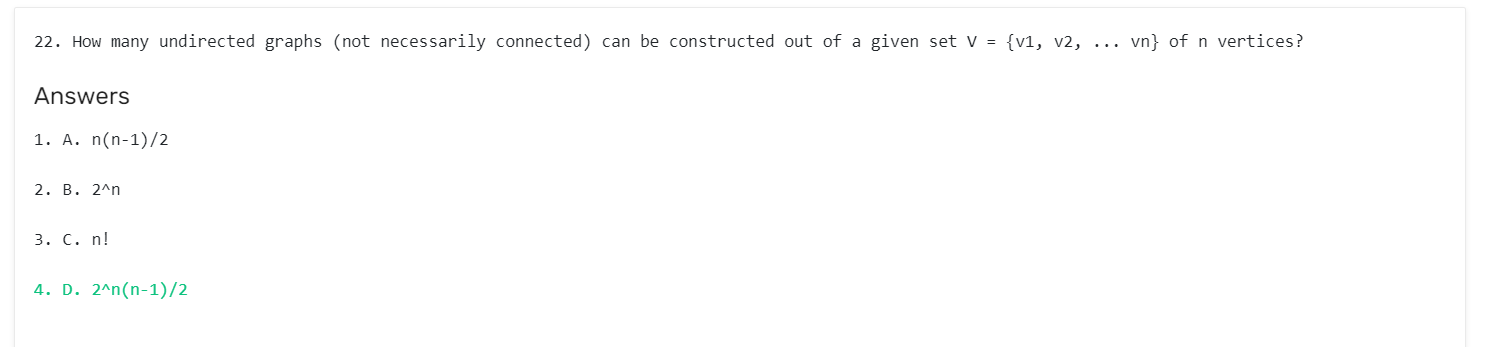 22. How many undirected graphs (not necessarily connected) can be constructed out of a given set V = {v1, v2, ... vn} of n vertices?
Answers
1. A. n(n-1)/2
2. B. 2^n
3. C. n!
4. D. 2^n(n-1)/2